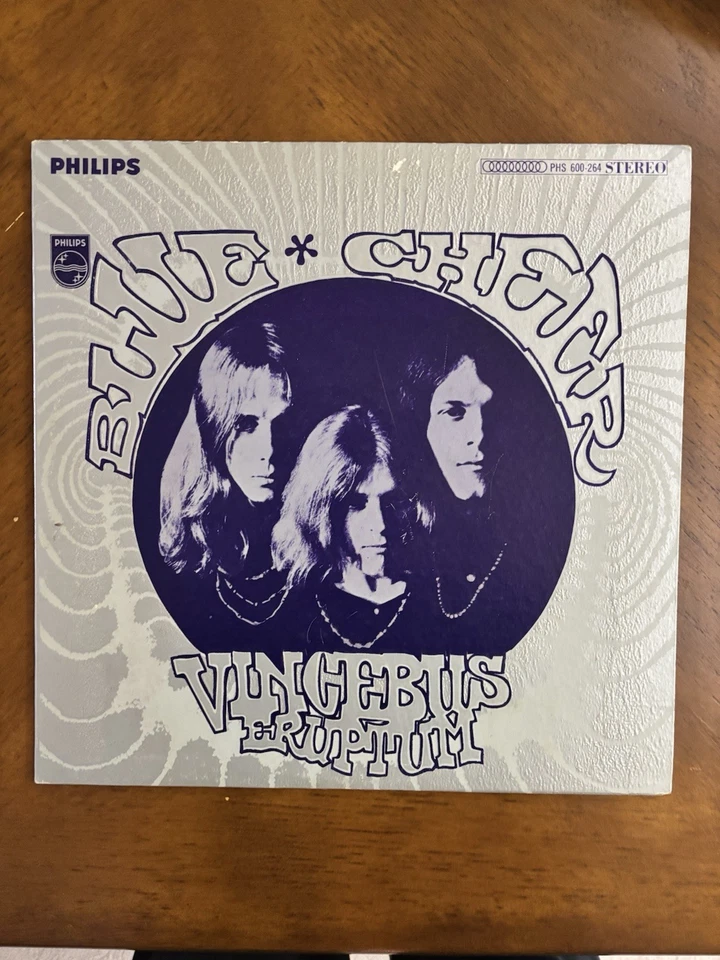 PHILIPS
PHS 600-264 STEREO
PHILIPS
BLUE * CHEER
VINCEBUS
ERUPTUM